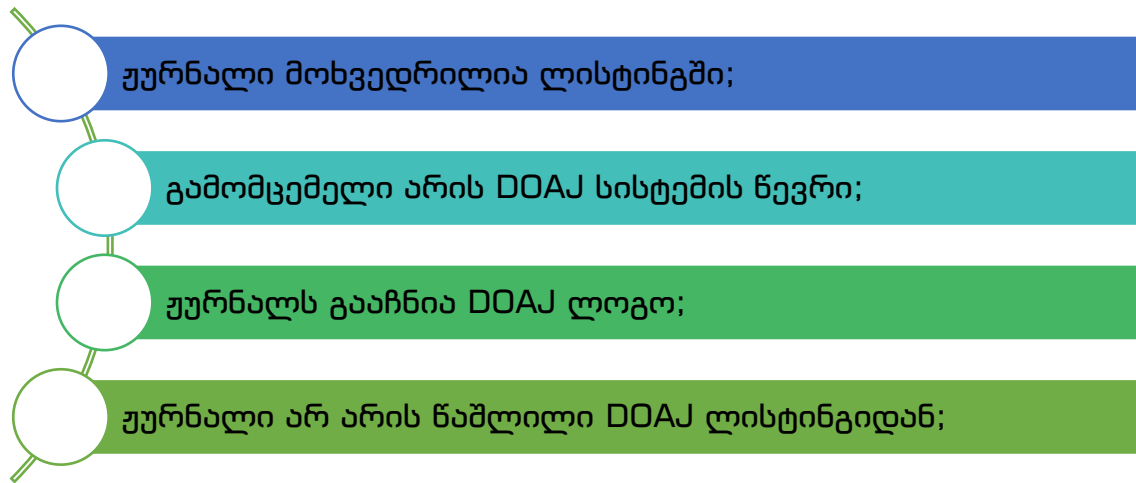 ჟურნალი მოხვედრილია ლისტინგში;
გამომცემელი არის DOAJ სისტემის წევრი;
ჟურნალს გააჩნია DOAJ ლოგო;
ჟურნალი არ არის წაშლილი DOAJ ლისტინგიდან;